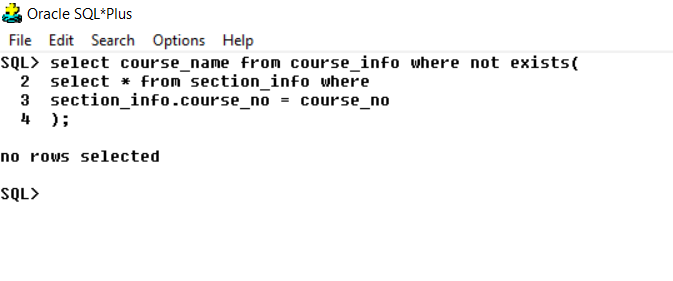 Oracle SQL*Plus
File Edit Search Options Help
SQL> select course_name from course_info where not exists(
  2  select * from section_info where
  3  section_info.course_no = course_no
  4  );
no rows selected
SQL>